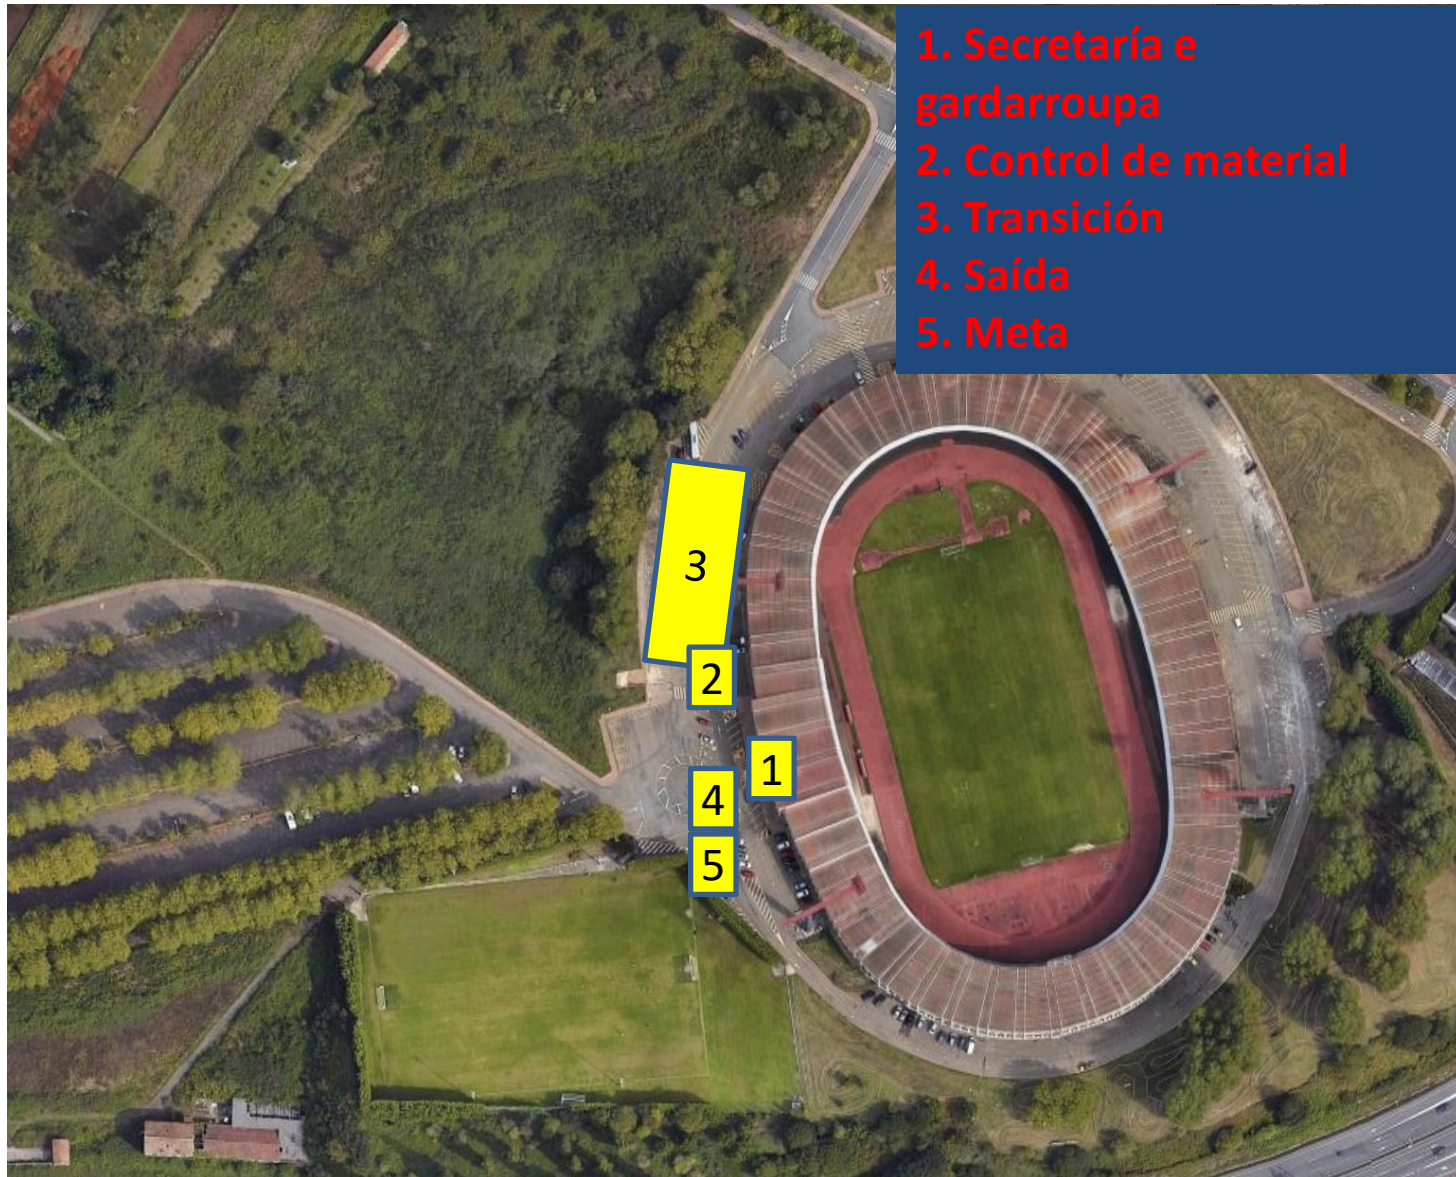 1. Secretaría e
gardarroupa
2. Control de material
3. Transición
4. Saída
5. Meta
3
2
1
4
5